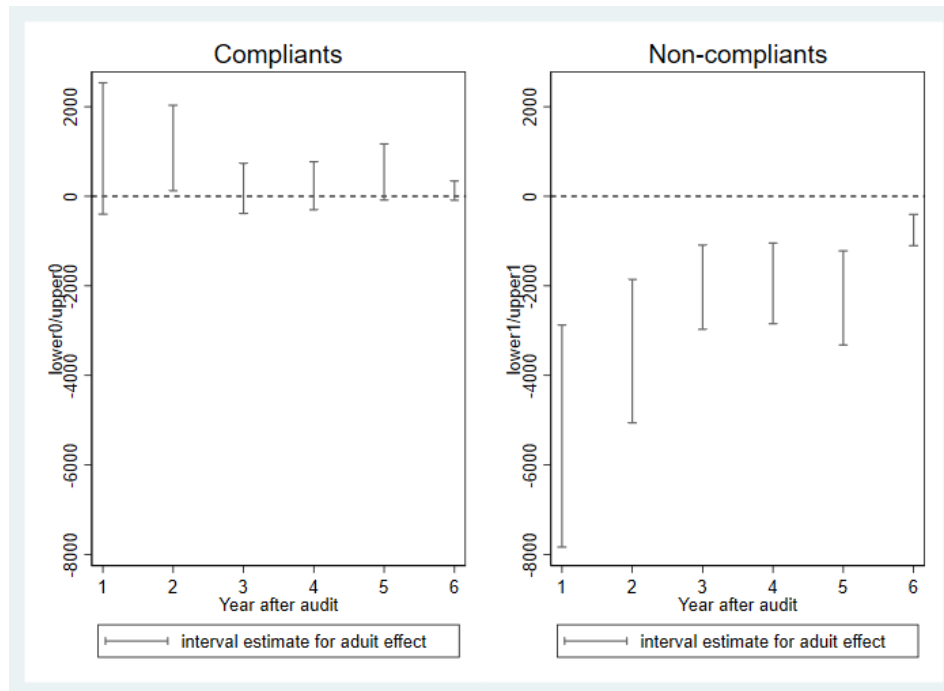 Compliants
2000
0
-2000
-4000
-6000
-8000
lower0/upper0
1 2 3 4 5 6
Year after audit
interval estimate for aduit effect
Non-compliants
2000
0
-2000
-4000
-6000
-8000
lower1/upper1
1 2 3 4 5 6
Year after audit
interval estimate for aduit effect